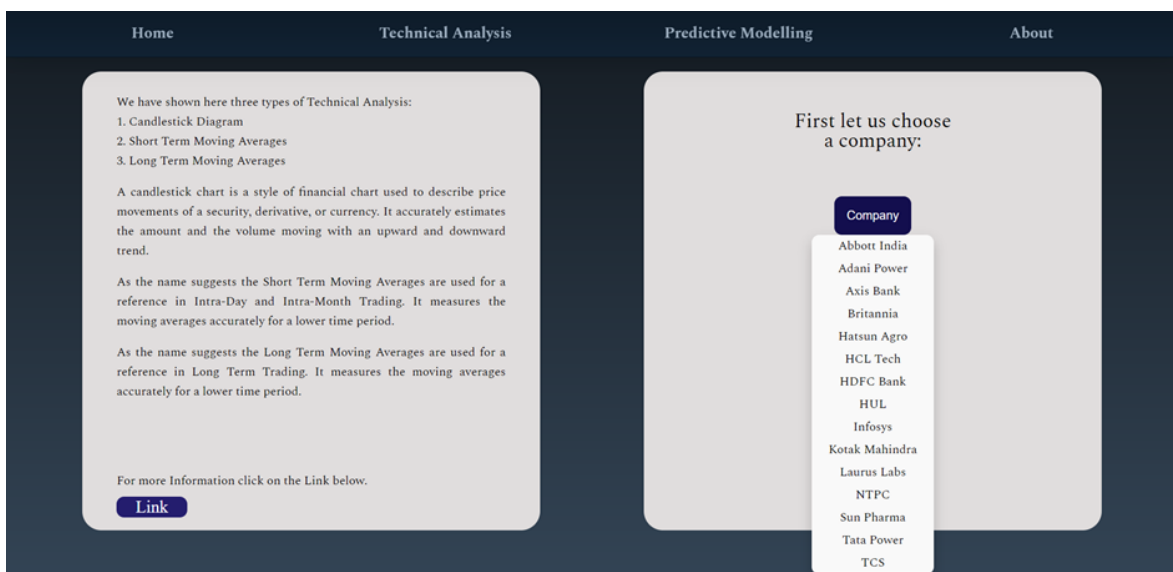 Home Technical Analysis Predictive Modelling About
We have shown here three types of Technical Analysis:
1. Candlestick Diagram
2. Short Term Moving Averages
3. Long Term Moving Averages
A candlestick chart is a style of financial chart used to describe price
movements of a security, derivative, or currency. It accurately estimates
the amount and the volume moving with an upward and downward
trend.
As the name suggests the Short Term Moving Averages are used for a
reference in Intra-Day and Intra-Month Trading. It measures the
moving averages accurately for a lower time period.
As the name suggests the Long Term Moving Averages are used for a
reference in Long Term Trading. It measures the moving averages
accurately for a lower time period.
For more Information click on the Link below.
Link
First let us choose
a company:
Company
Abbott India
Adani Power
Axis Bank
Britannia
Hatsun Agro
HCL Tech
HDFC Bank
HUL
Infosys
Kotak Mahindra
Laurus Labs
NTPC
Sun Pharma
Tata Power
TCS